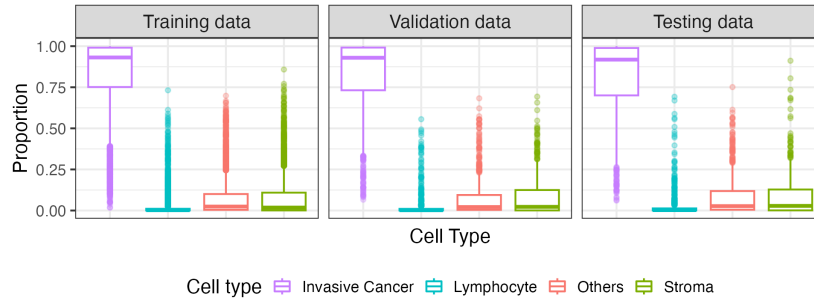 Training data
Validation data
Testing data
Proportion
1.00
0.75
0.50
0.25
0.00
Cell Type
Cell type Invasive Cancer Lymphocyte Others Stroma